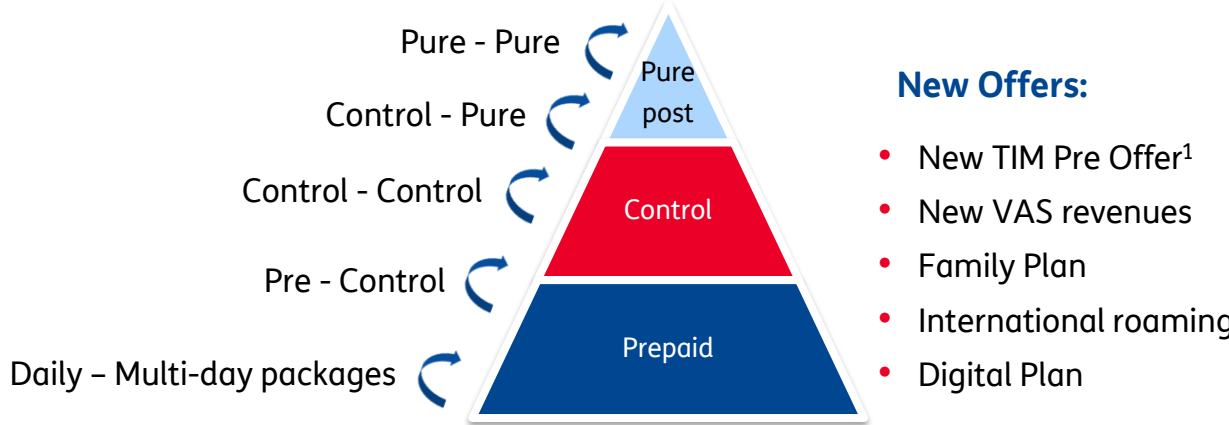 Pure - Pure
Control - Pure
Control - Control
Pre - Control
Daily – Multi-day packages
Pure
post
Control
Prepaid
New Offers:
• New TIM Pre Offer¹
• New VAS revenues
• Family Plan
• International roaming
• Digital Plan